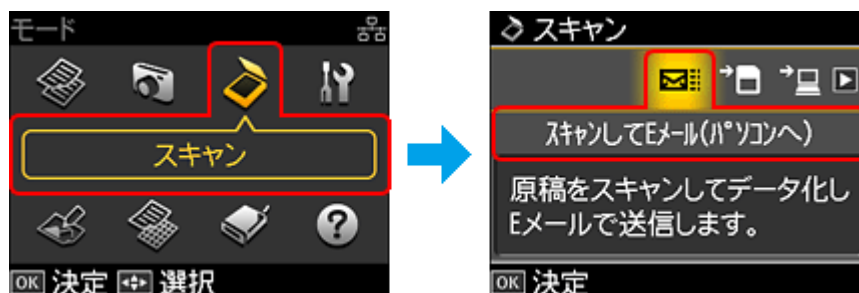 モード
スキャン
OK 決定 選択
スキャン
スキャンしてEメール(パソコンへ)
原稿をスキャンしてデータ化し
Eメールで送信します。
OK 決定